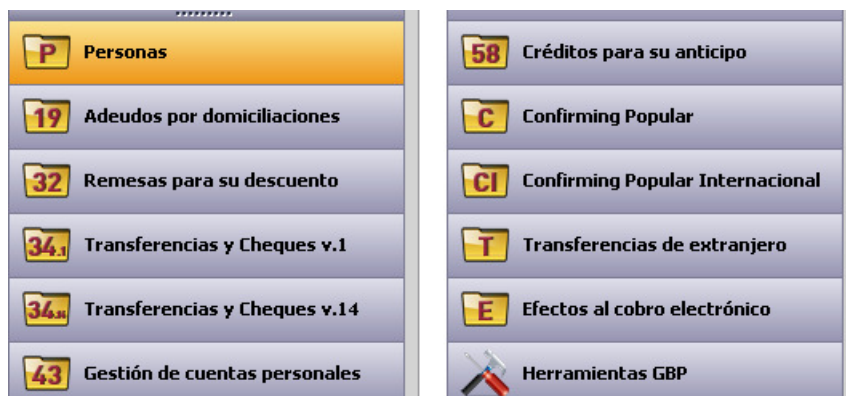 P Personas
19 Adeudos por domiciliaciones
32 Remesas para su descuento
34.1 Transferencias y Cheques v.1
34.14 Transferencias y Cheques v.14
43 Gestión de cuentas personales
58 Créditos para su anticipo
C Confirming Popular
CI Confirming Popular Internacional
T Transferencias de extranjero
E Efectos al cobro electrónico
Herramientas GBP